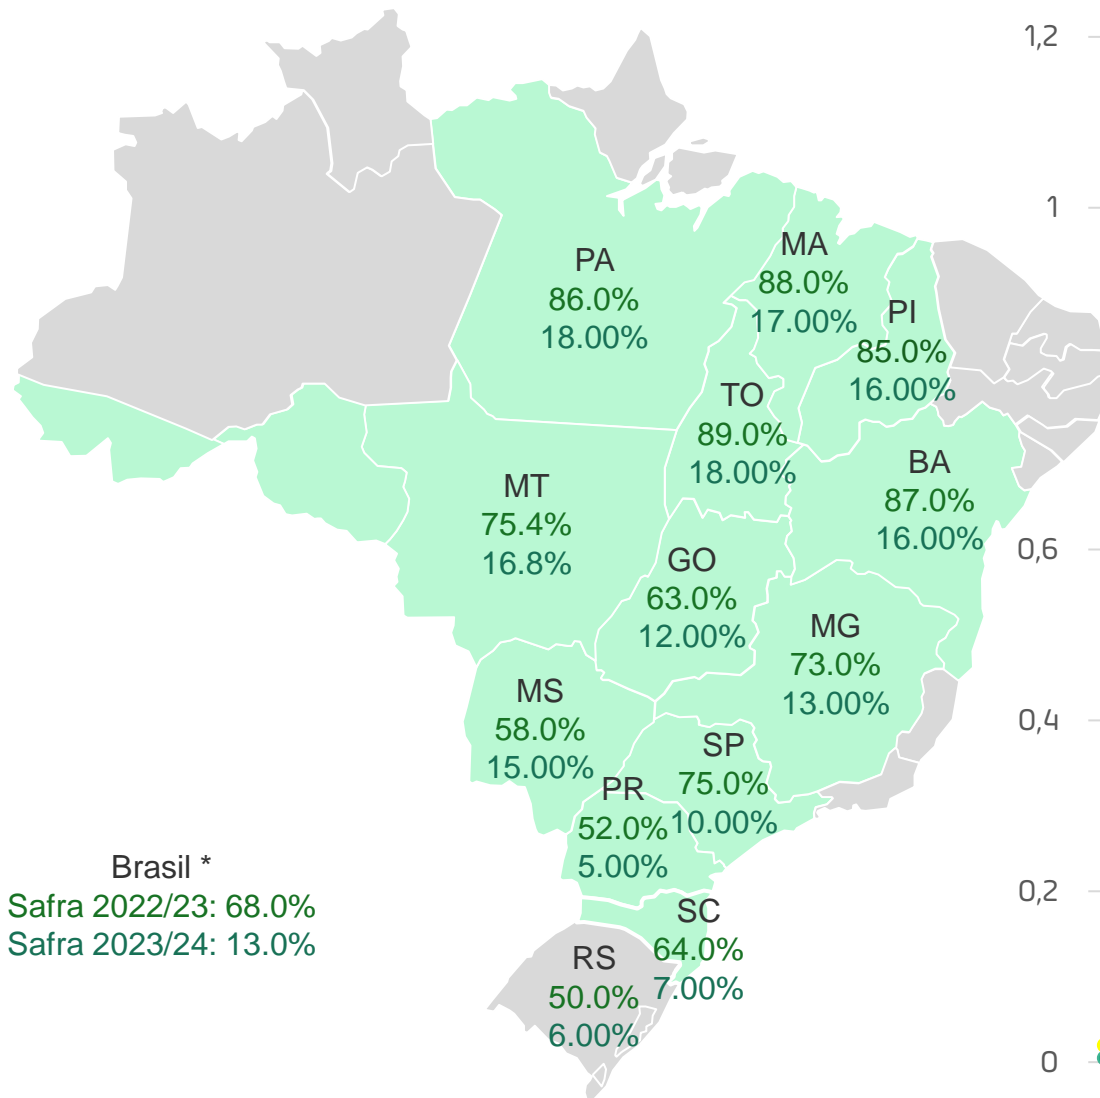 1,2
1
0,6
0,4
0,2
0
PA
86.0%
18.00%
MA
88.0%
17.00%
PI
85.0%
16.00%
TO
89.0%
18.00%
BA
87.0%
16.00%
MT
75.4%
16.8%
GO
63.0%
12.00%
MG
73.0%
13.00%
MS
58.0%
15.00%
SP
75.0%
10.00%
PR
52.0%
5.00%
SC
64.0%
7.00%
RS
50.0%
6.00%
Brasil *
Safra 2022/23: 68.0%
Safra 2023/24: 13.0%